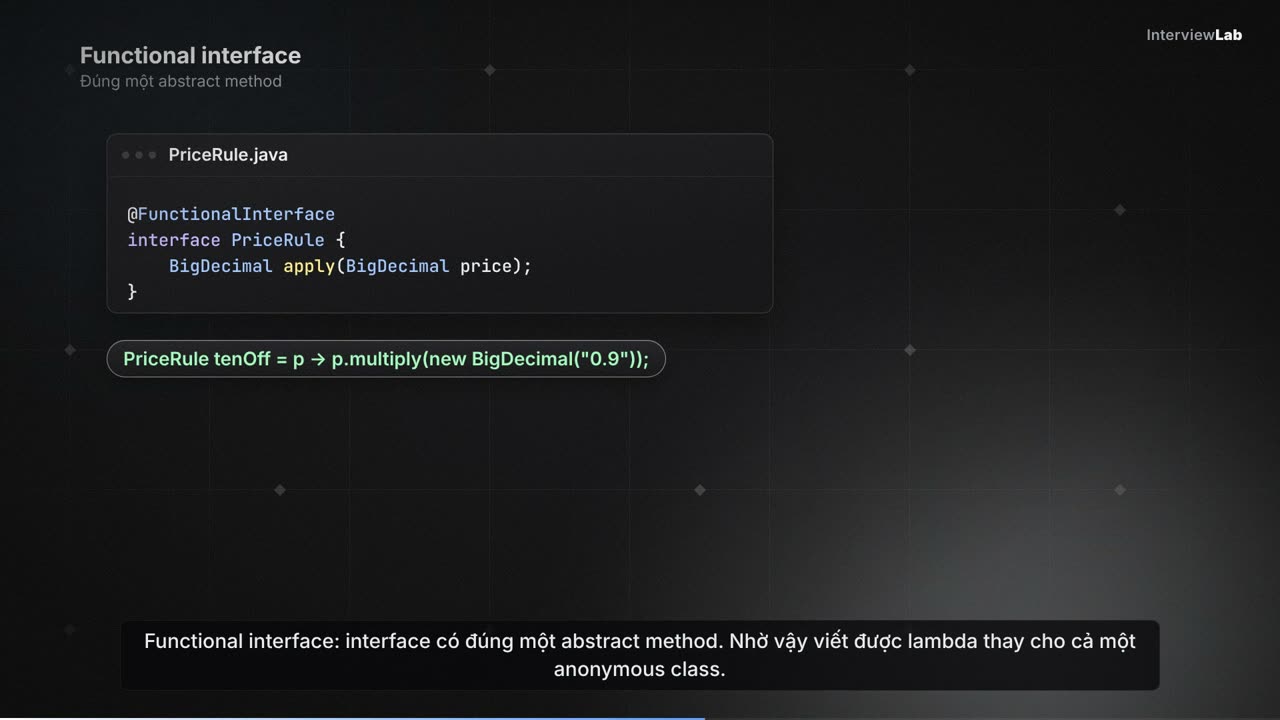 Functional interface
InterviewLab
Đúng một abstract method
PriceRule.java
@FunctionalInterface
interface PriceRule {
    BigDecimal apply(BigDecimal price);
}
PriceRule tenOff = p → p.multiply(new BigDecimal("0.9"));
Functional interface: interface có đúng một abstract method. Nhờ vậy viết được lambda thay cho cả một
anonymous class.